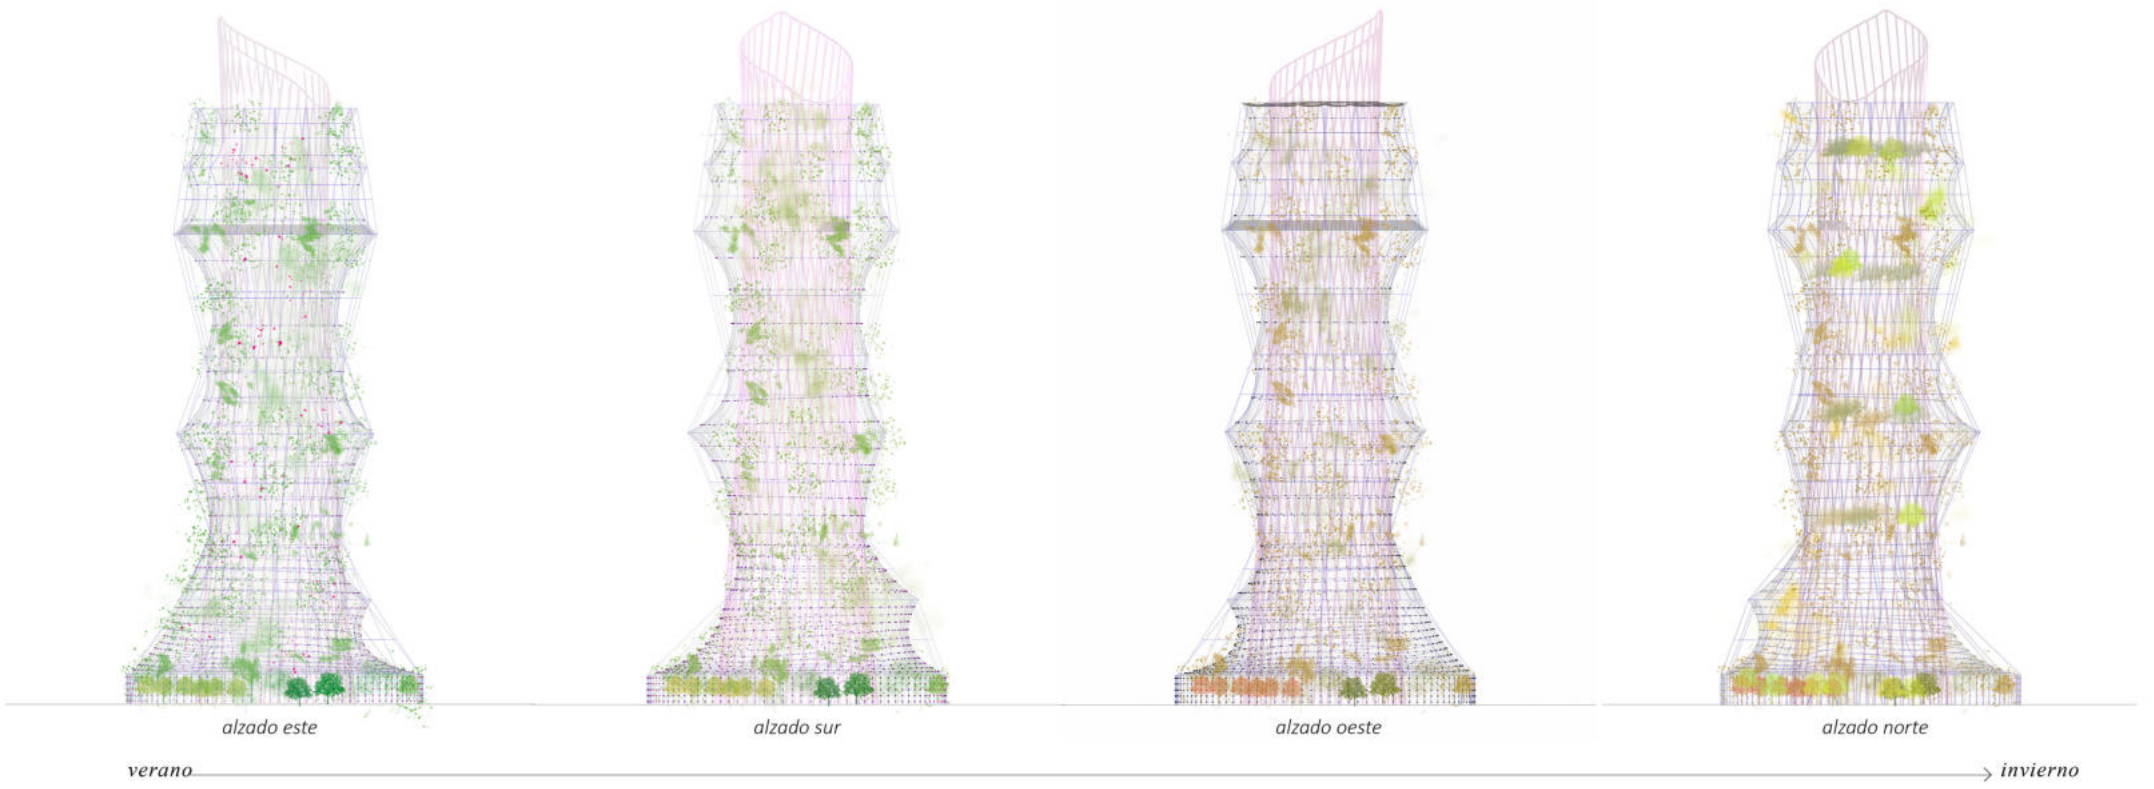 alzado este
alzado sur
alzado oeste
alzado norte
verano
invierno